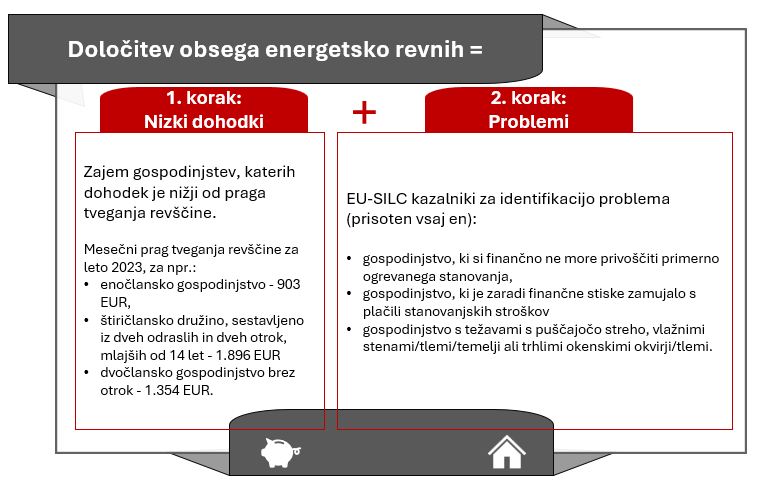 Določitev obsega energetsko revnih =
1. korak:
Nizki dohodki
+
2. korak:
Problemi
Zajem gospodinjstev, katerih
dohodek je nižji od praga
tveganja revščine.
Mesečni prag tveganja revščine za
leto 2023, za npr.:
• enočlansko gospodinjstvo - 903
EUR,
• štiričlansko družino, sestavljeno
iz dveh odraslih in dveh otrok,
mlajših od 14 let - 1.896 EUR
• dvočlansko gospodinjstvo brez
otrok - 1.354 EUR.
EU-SILC kazalniki za identifikacijo problema
(prisoten vsaj en):
• gospodinjstvo, ki si finančno ne more privoščiti primerno
ogrevanega stanovanja,
• gospodinjstvo, ki je zaradi finančne stiske zamujalo s
plačili stanovanjskih stroškov
• gospodinjstvo s težavami s puščajočo streho, vlažnimi
stenami/tlemi/temelji ali trhlimi okenskimi okvirji/tlemi.